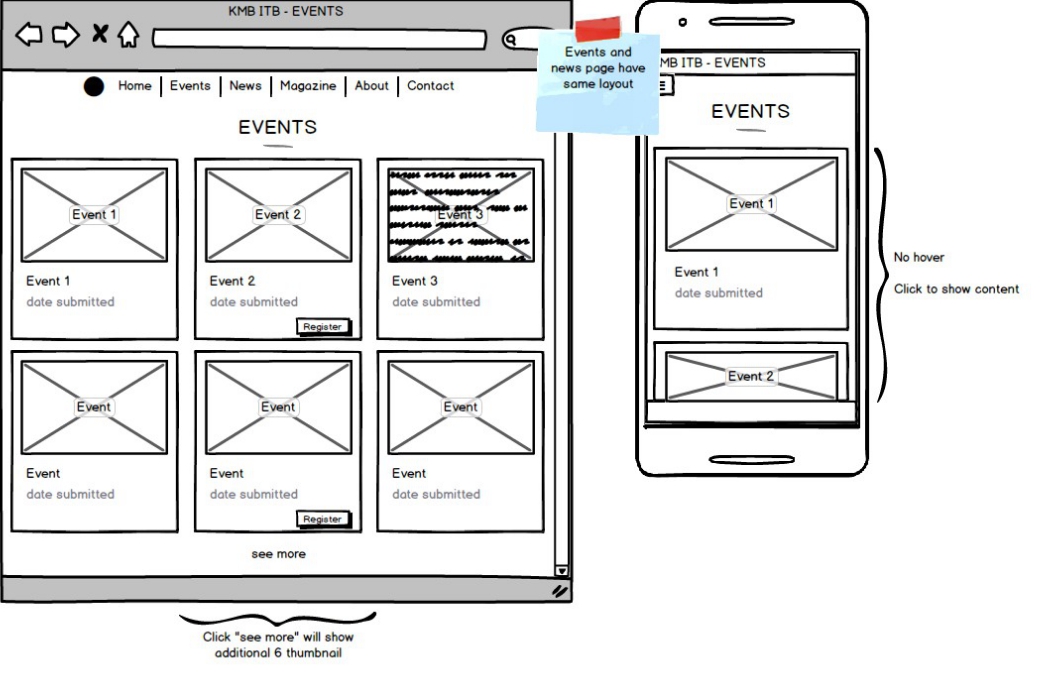 KMB ITB - EVENTS
Home
Events
News
Magazine
About
Contact
EVENTS
Event 1
Event 2
Event 3
Event 1
date submitted
Event 2
date submitted
Register
Event 3
date submitted
Event
Event
Event
Event
date submitted
Event
date submitted
Register
Event
date submitted
see more
Click "see more" will show
additional 6 thumbnail
Events and
news page have
same layout
MB ITB - EVENTS
EVENTS
Event 1
Event 1
date submitted
Event 2
No hover
Click to show content